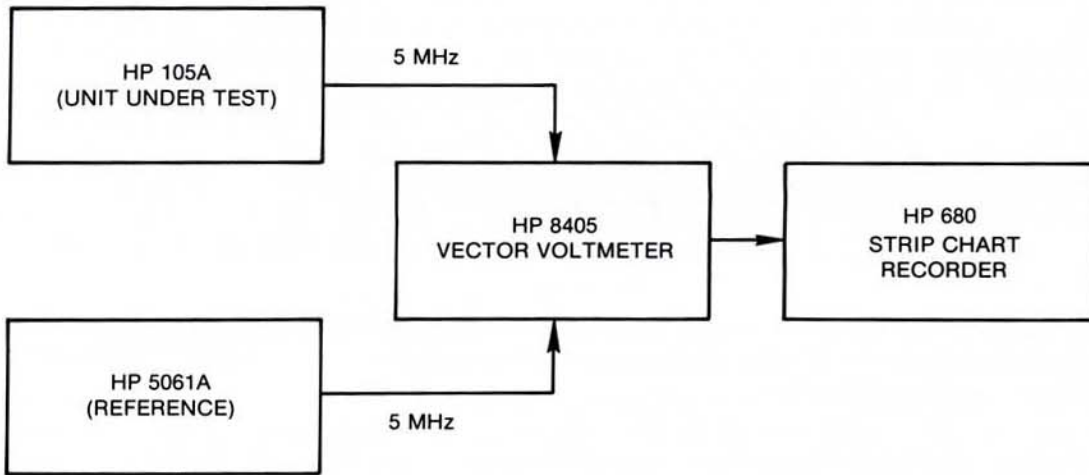 HP 105A
(UNIT UNDER TEST)
5 MHz
HP 8405
VECTOR VOLTMETER
HP 680
STRIP CHART
RECORDER
HP 5061A
(REFERENCE)
5 MHz